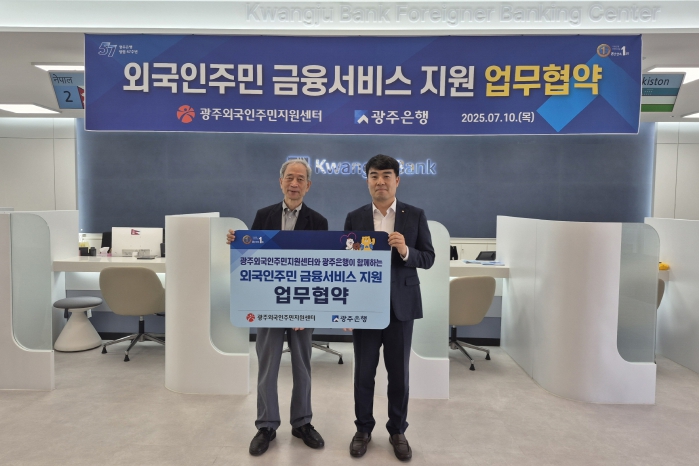 Kwangju Bank Foreigner Banking Center
57
외국인주민 금융서비스 지원 업무협약
광주외국인주민지원센터 광주은행 2025.07.10.(목)
नेपाल
2
kiston
Kwangju Bank
광주외국인주민지원센터와 광주은행이 함께하는
외국인주민 금융서비스 지원
업무협약
광주외국인주민지원센터 광주은행